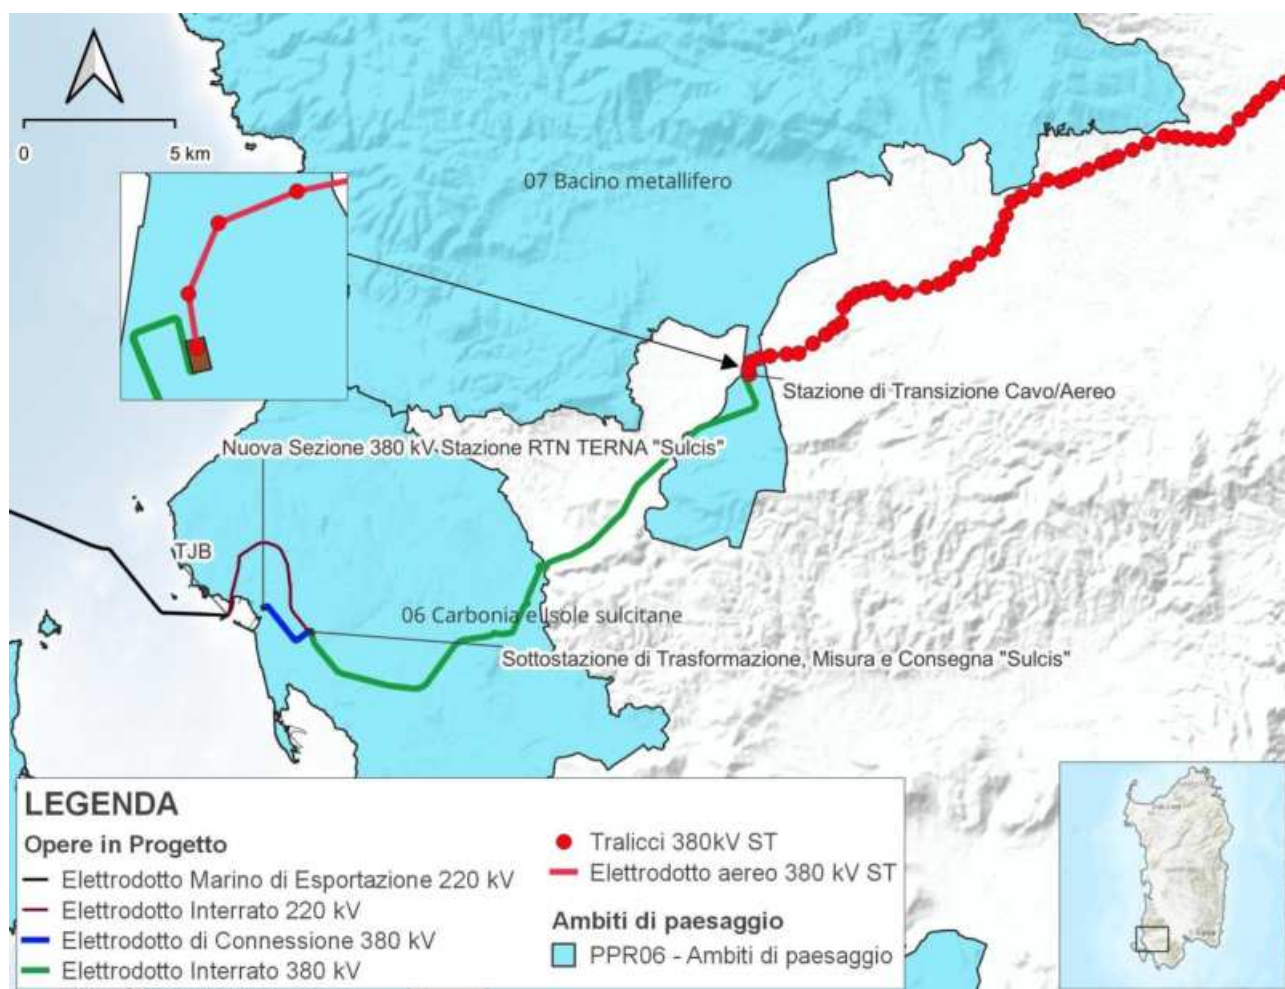 0
5 km
07 Bacino metallifero
Stazione di Transizione Cavo/Aereo
Nuova Sezione 380 kV Stazione RTN TERNA "Sulcis"
TJB
06 Carbonia e Isole sulcitane
Sottostazione di Trasformazione, Misura e Consegna "Sulcis"
LEGENDA
Opere in Progetto
Elettrodotto Marino di Esportazione 220 kV
Elettrodotto Interrato 220 kV
Elettrodotto di Connessione 380 kV
Elettrodotto Interrato 380 kV
Tralicci 380kV ST
Elettrodotto aereo 380 kV ST
Ambiti di paesaggio
PPR06 - Ambiti di paesaggio